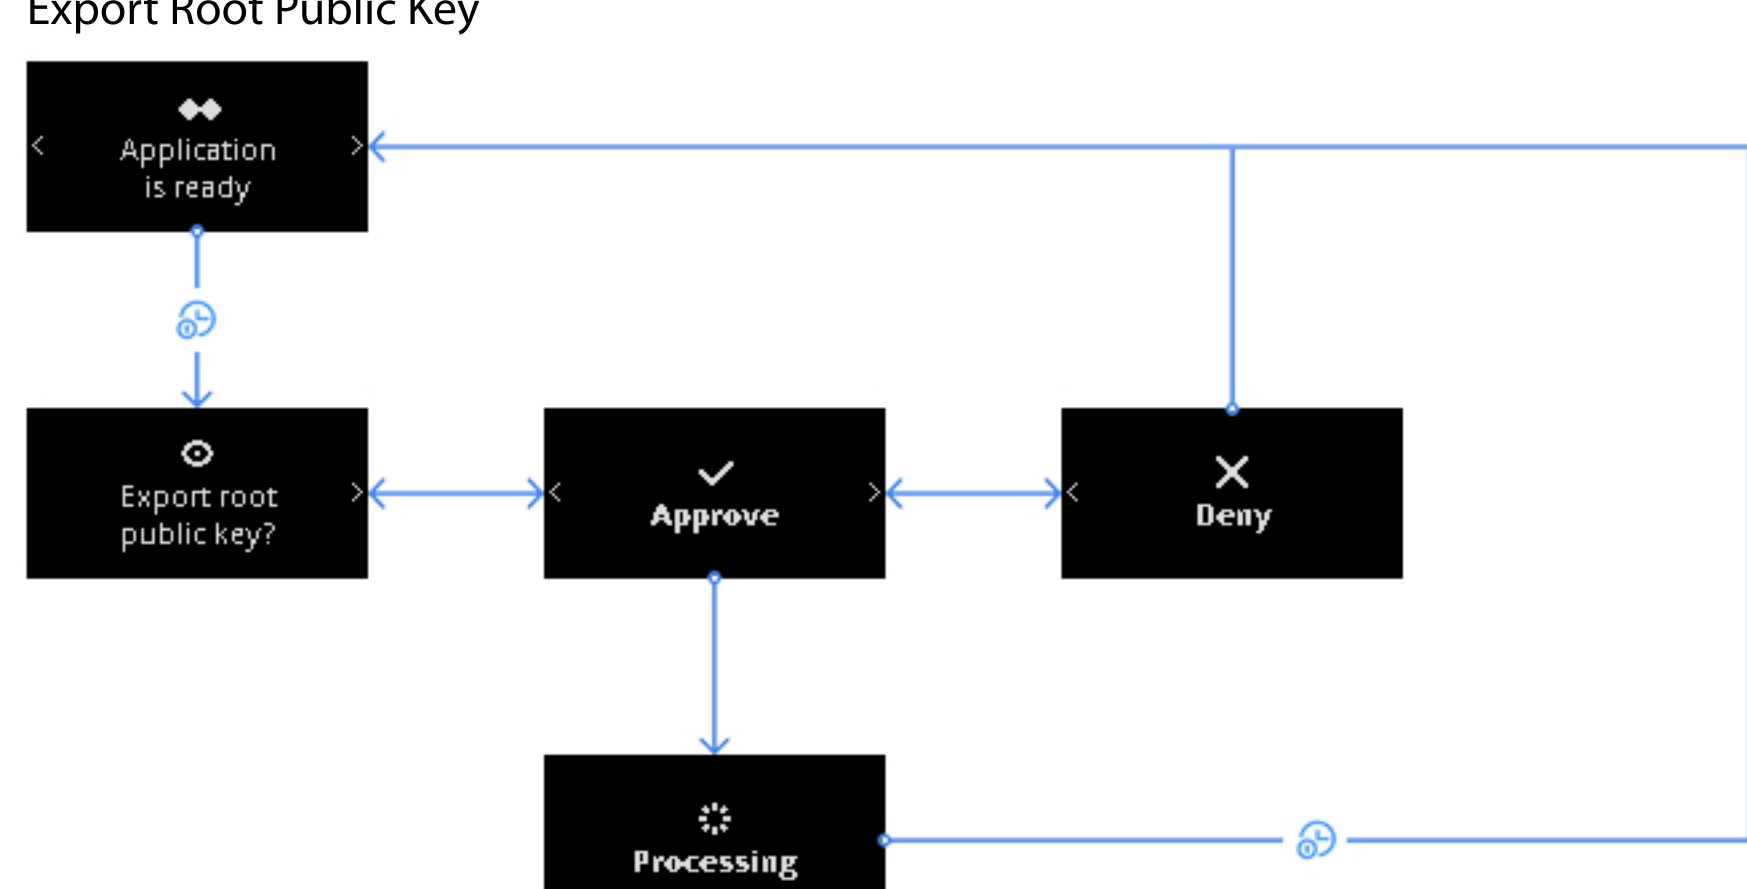 Export Root Public Key
Application
is ready
Export root
public key?
Approve
Deny
Processing